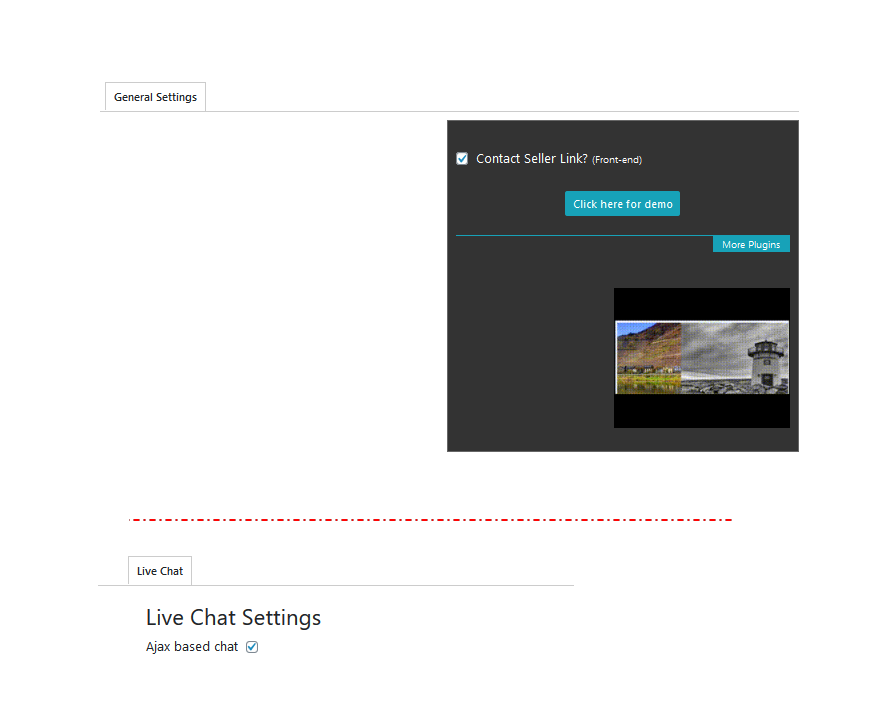 General Settings
Contact Seller Link? (Front-end)
Click here for demo
More Plugins
Live Chat
Live Chat Settings
Ajax based chat